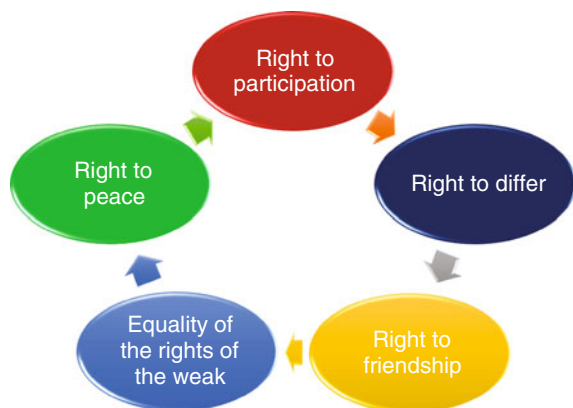 Right to
participation
Right to differ
Right to
friendship
Equality of
the rights of
the weak
Right to
peace